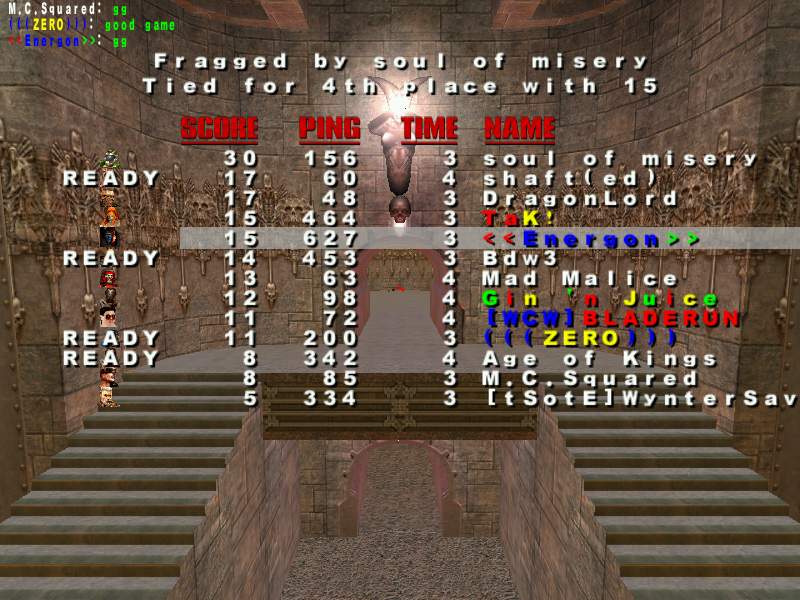 M.C.Squared: gg
(((ZERO))): good game
<<Energon>>: gg
Fragged by soul of misery
Tied for 4th place with 15
SCORE PING TIME NAME
30 156 3 soul of misery
READY 17 60 4 shaft(ed)
17 48 3 DragonLord
15 464 3 TaK!
15 627 3 <<Energon>>
READY 14 453 3 Bdw3
13 63 4 Mad Malice
12 98 4 Gin 'n Juice
11 72 4 [WCW]BLADERUN
READY 11 200 3 (((ZERO)))
READY 8 342 4 Age of Kings
8 85 3 M.C.Squared
5 334 3 [tSotE]WynterSav